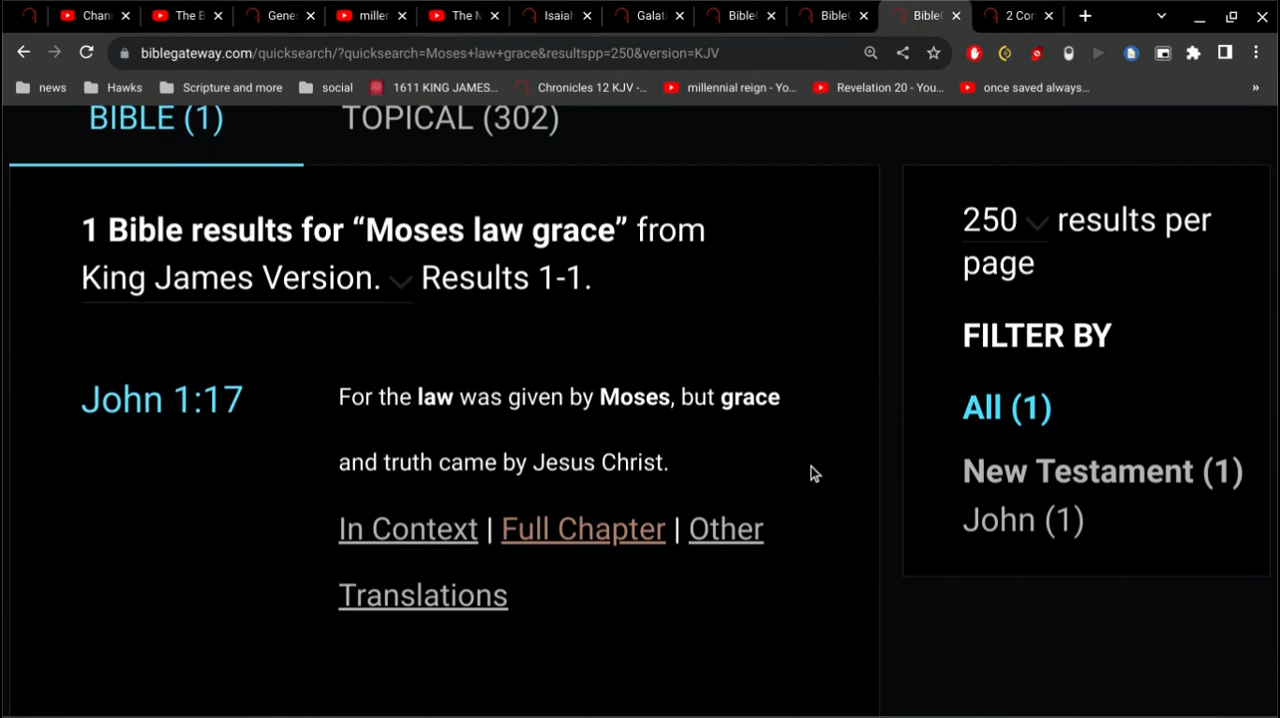 Chan
The B
Gene
miller
The M
Isaia
Galat
Bible
Bible
Bible
2 Cor
biblegateway.com/quicksearch/?quicksearch=Moses+law+grace&resultspp=250&version=KJV
news
Hawks
Scripture and more
social
1611 KING JAMES...
Chronicles 12 KJV -...
millennial reign - Yo...
Revelation 20 - You...
once saved always...
»
BIBLE (1)
TOPICAL (302)
1 Bible results for “Moses law grace” from
King James Version. Results 1-1.
John 1:17
For the law was given by Moses, but grace
and truth came by Jesus Christ.
In Context | Full Chapter | Other
Translations
250 results per
page
FILTER BY
All (1)
New Testament (1)
John (1)